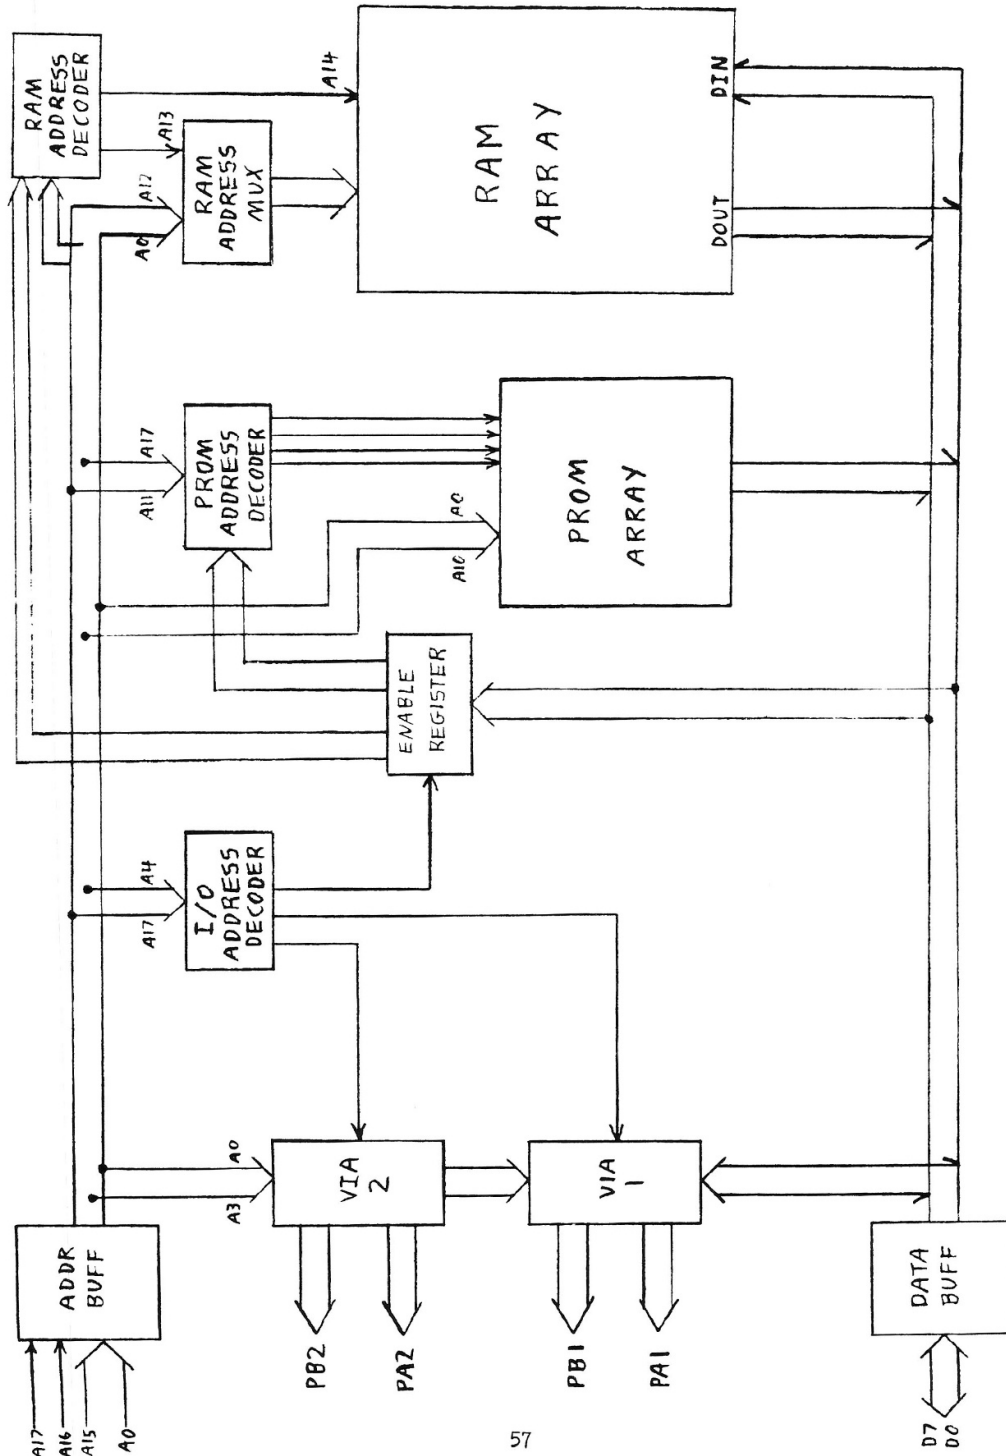 RAM
ADDRESS
DECODER
A14
A13
A12
A0
RAM
ADDRESS
MUX
RAM
ARRAY
DIN
DOUT
A17
A11
PROM
ADDRESS
DECODER
A0
A10
PROM
ARRAY
ENABLE
REGISTER
A4
A17
I/O
ADDRESS
DECODER
A0
A3
VIA
2
VIA
1
ADDR
BUFF
DATA
BUFF
PB2
PA2
PB1
PA1
A17
A16
A15
A0
D7
D0
57